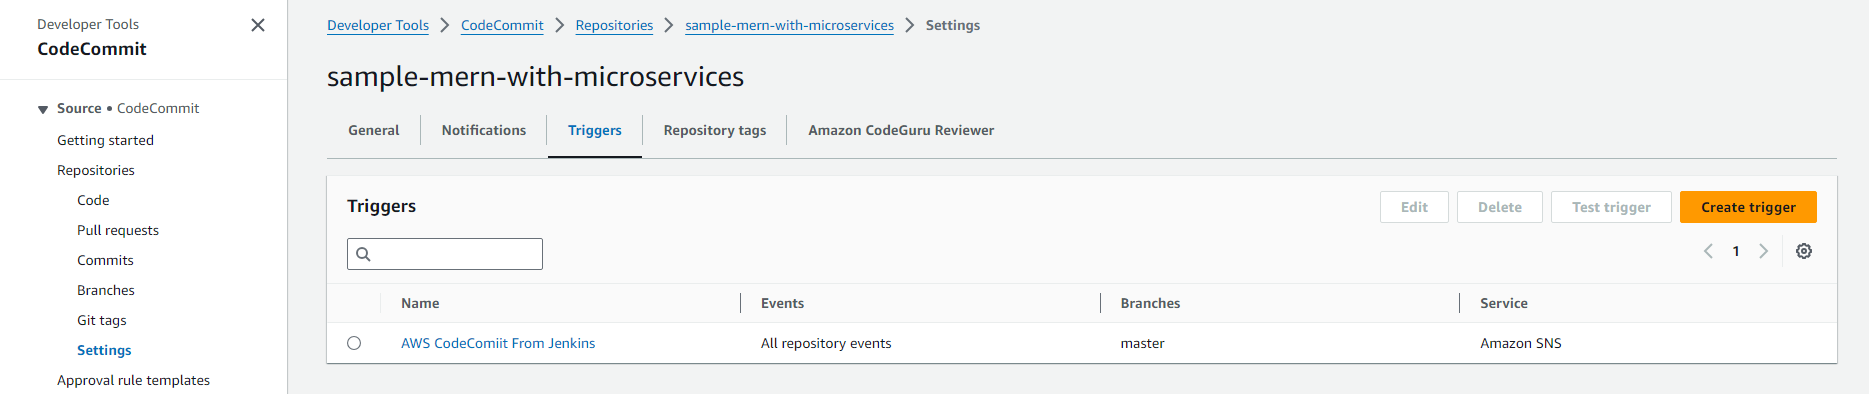 Developer Tools
CodeCommit
Source • CodeCommit
Getting started
Repositories
Code
Pull requests
Commits
Branches
Git tags
Settings
Approval rule templates
Developer Tools > CodeCommit > Repositories > sample-mern-with-microservices > Settings
sample-mern-with-microservices
General Notifications Triggers Repository tags Amazon CodeGuru Reviewer
Triggers Edit Delete Test trigger Create trigger
1
Name Events Branches Service
AWS CodeComiit From Jenkins All repository events master Amazon SNS